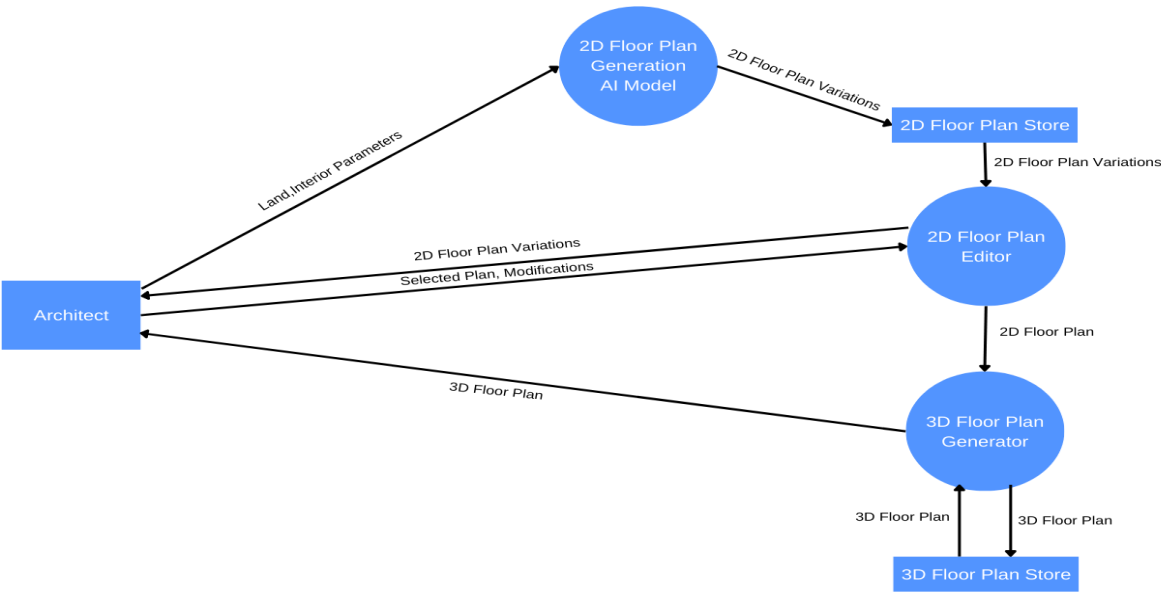 2D Floor Plan
Generation
AI Model
2D Floor Plan Variations
2D Floor Plan Store
2D Floor Plan Variations
Land,Interior Parameters
2D Floor Plan
Editor
2D Floor Plan Variations
Selected Plan, Modifications
Architect
2D Floor Plan
3D Floor Plan
3D Floor Plan
Generator
3D Floor Plan
3D Floor Plan
3D Floor Plan Store